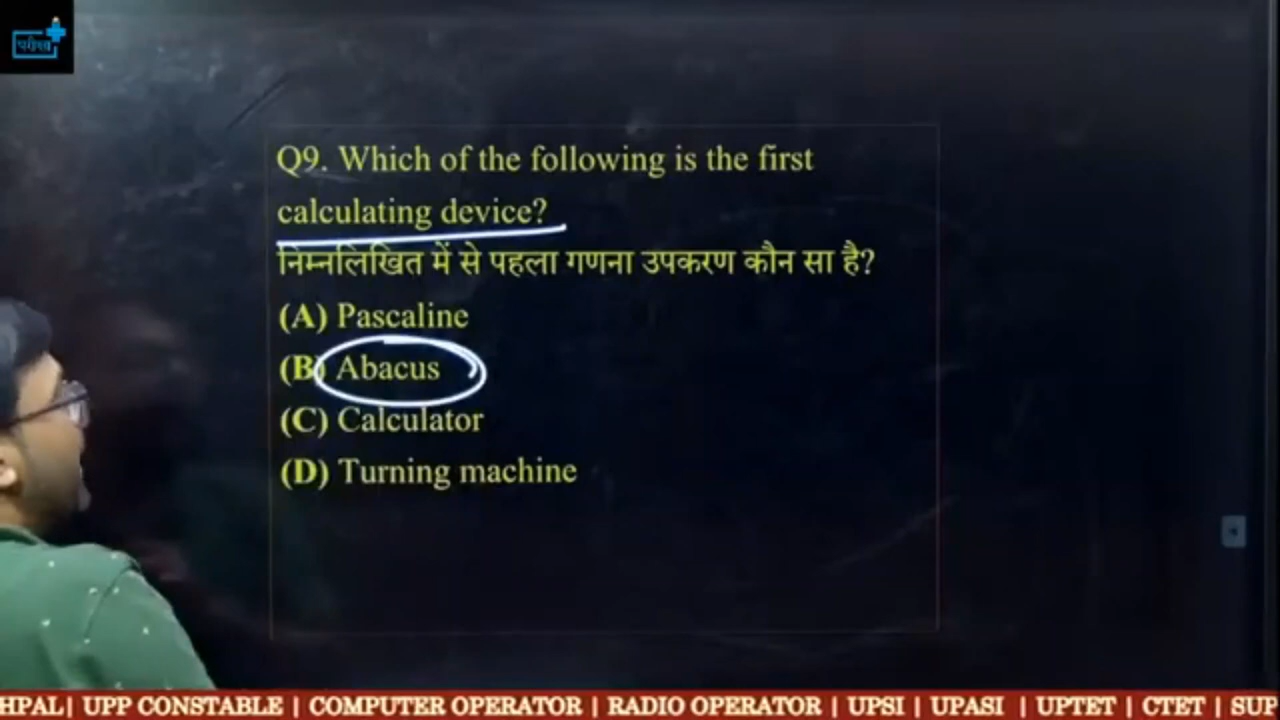 परीक्षा
Q9. Which of the following is the first
calculating device?
निम्नलिखित में से पहला गणना उपकरण कौन सा है?
(A) Pascaline
(B) Abacus
(C) Calculator
(D) Turning machine
HPAL| UPP CONSTABLE | COMPUTER OPERATOR | RADIO OPERATOR | UPSI | UPASI | UPTET | CTET | SUP